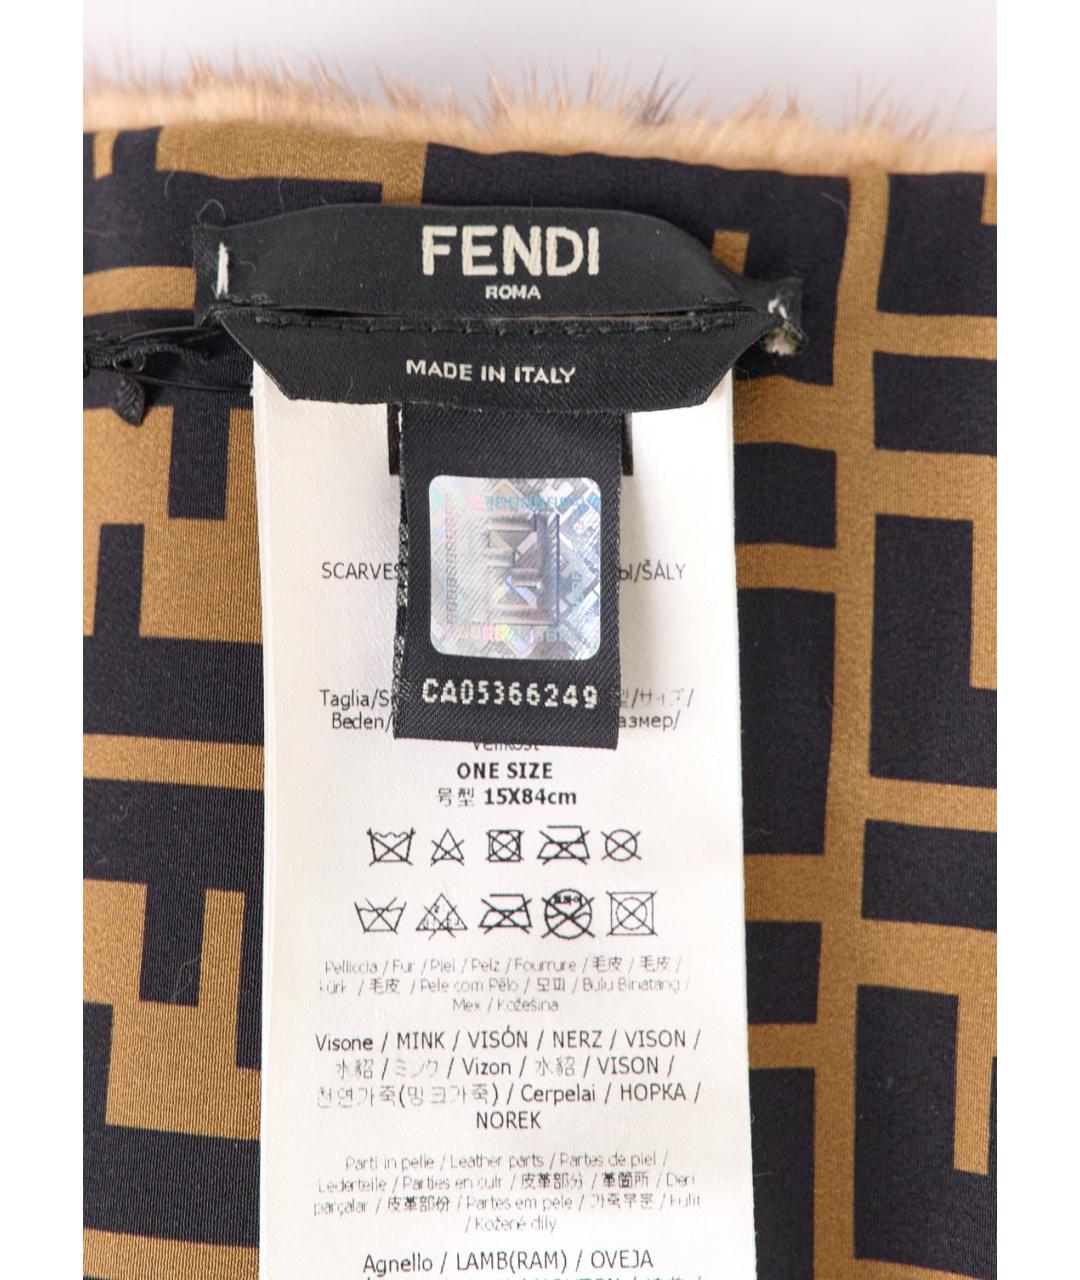 FENDI
ROMA
MADE IN ITALY
SCARVES
Ы/ŠÁLY
CA05366249
Taglia/S
/サイズ/
Beden/
азмер/
Velikost
ONE SIZE
号型 15X84cm
Pelliccia / Fur / Piel / Pelz / Fourrure / 毛皮 / 毛皮 /
Kürk / 毛皮 / Pele com Pêlo / 모피 / Bulu Binatang /
Mex / Kožešina
Visone / MINK / VISÓN / NERZ / VISON /
水貂 / ミンク / Vizon / 水貂 / VISON /
천연가죽(밍크가죽) / Cerpelai / НОРКА /
NOREK
Parti in pelle / Leather parts / Partes de piel /
Lederteile / Parties en cuir / 皮革部分 / 革箇所 / Deri
parçalar / 皮革部份 / Partes em pele / 가죽부분 / Kulit
/ Kožené díly
Agnello / LAMB(RAM) / OVEJA